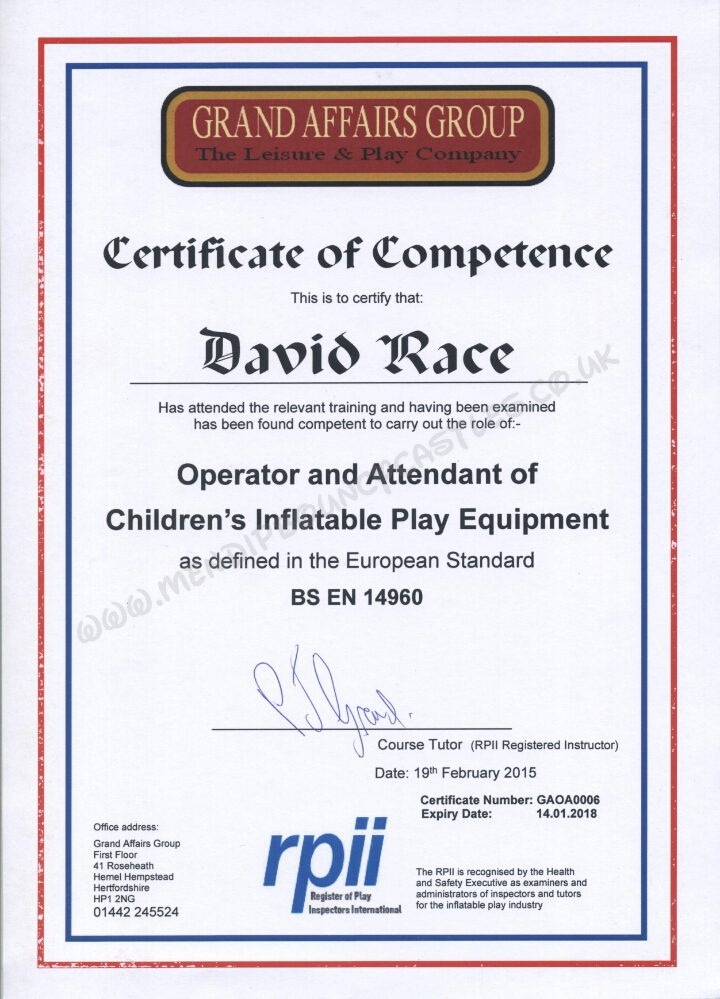 GRAND AFFAIRS GROUP
The Leisure & Play Company
Certificate of Competence
This is to certify that:
David Race
Has attended the relevant training and having been examined
has been found competent to carry out the role of:-
Operator and Attendant of
Children's Inflatable Play Equipment
as defined in the European Standard
BS EN 14960
www.mendipbouncycastles.co.uk
Course Tutor (RPII Registered Instructor)
Date: 19th February 2015
Certificate Number: GAOA0006
Expiry Date: 14.01.2018
Office address:
Grand Affairs Group
First Floor
41 Roseheath
Hemel Hempstead
Hertfordshire
HP1 2NG
01442 245524
rpii
Register of Play
Inspectors International
The RPII is recognised by the Health
and Safety Executive as examiners and
administrators of inspectors and tutors
for the inflatable play industry